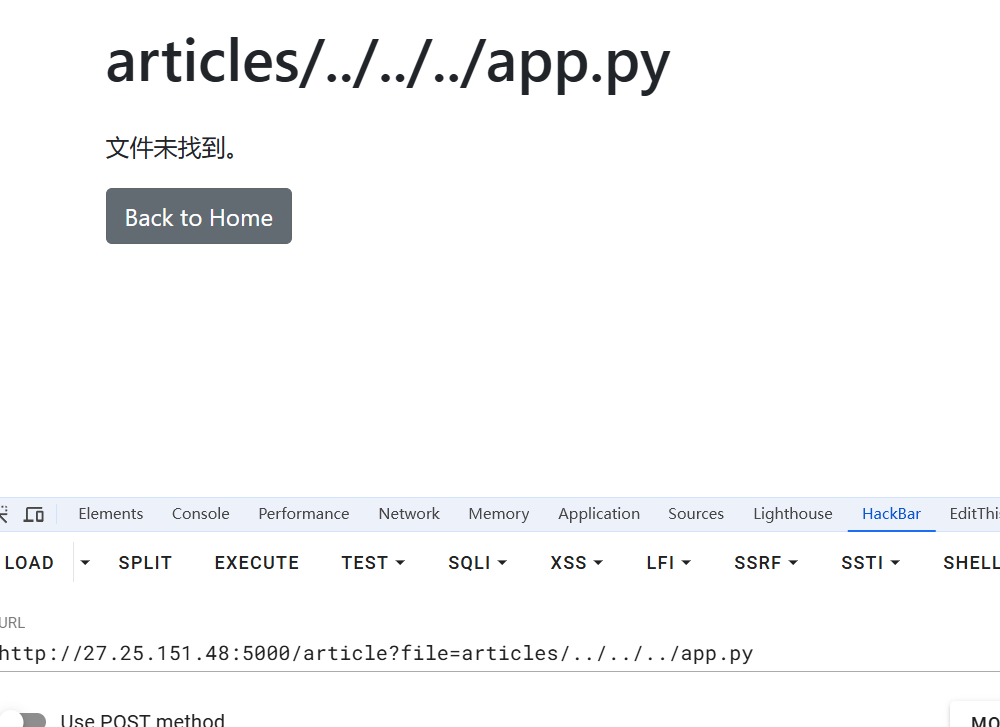 articles/../../../app.py
文件未找到。
Back to Home
Elements Console Performance Network Memory Application Sources Lighthouse HackBar EditThi
LOAD SPLIT EXECUTE TEST SQLI XSS LFI SSRF SSTI SHELL
URL
http://27.25.151.48:5000/article?file=articles/../../../app.py
Use POST method
MO